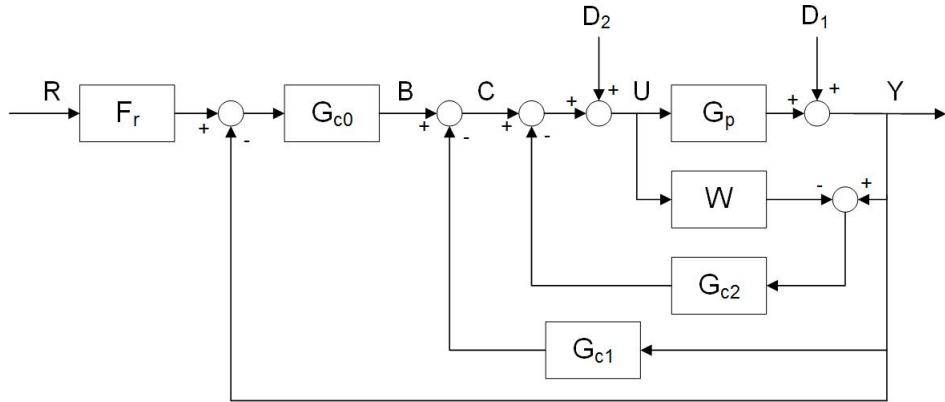 D2
D1
R
Fr
+
-
Gc0
B
+
-
C
+
-
+
+
U
Gp
+
+
Y
W
-
+
Gc2
Gc1